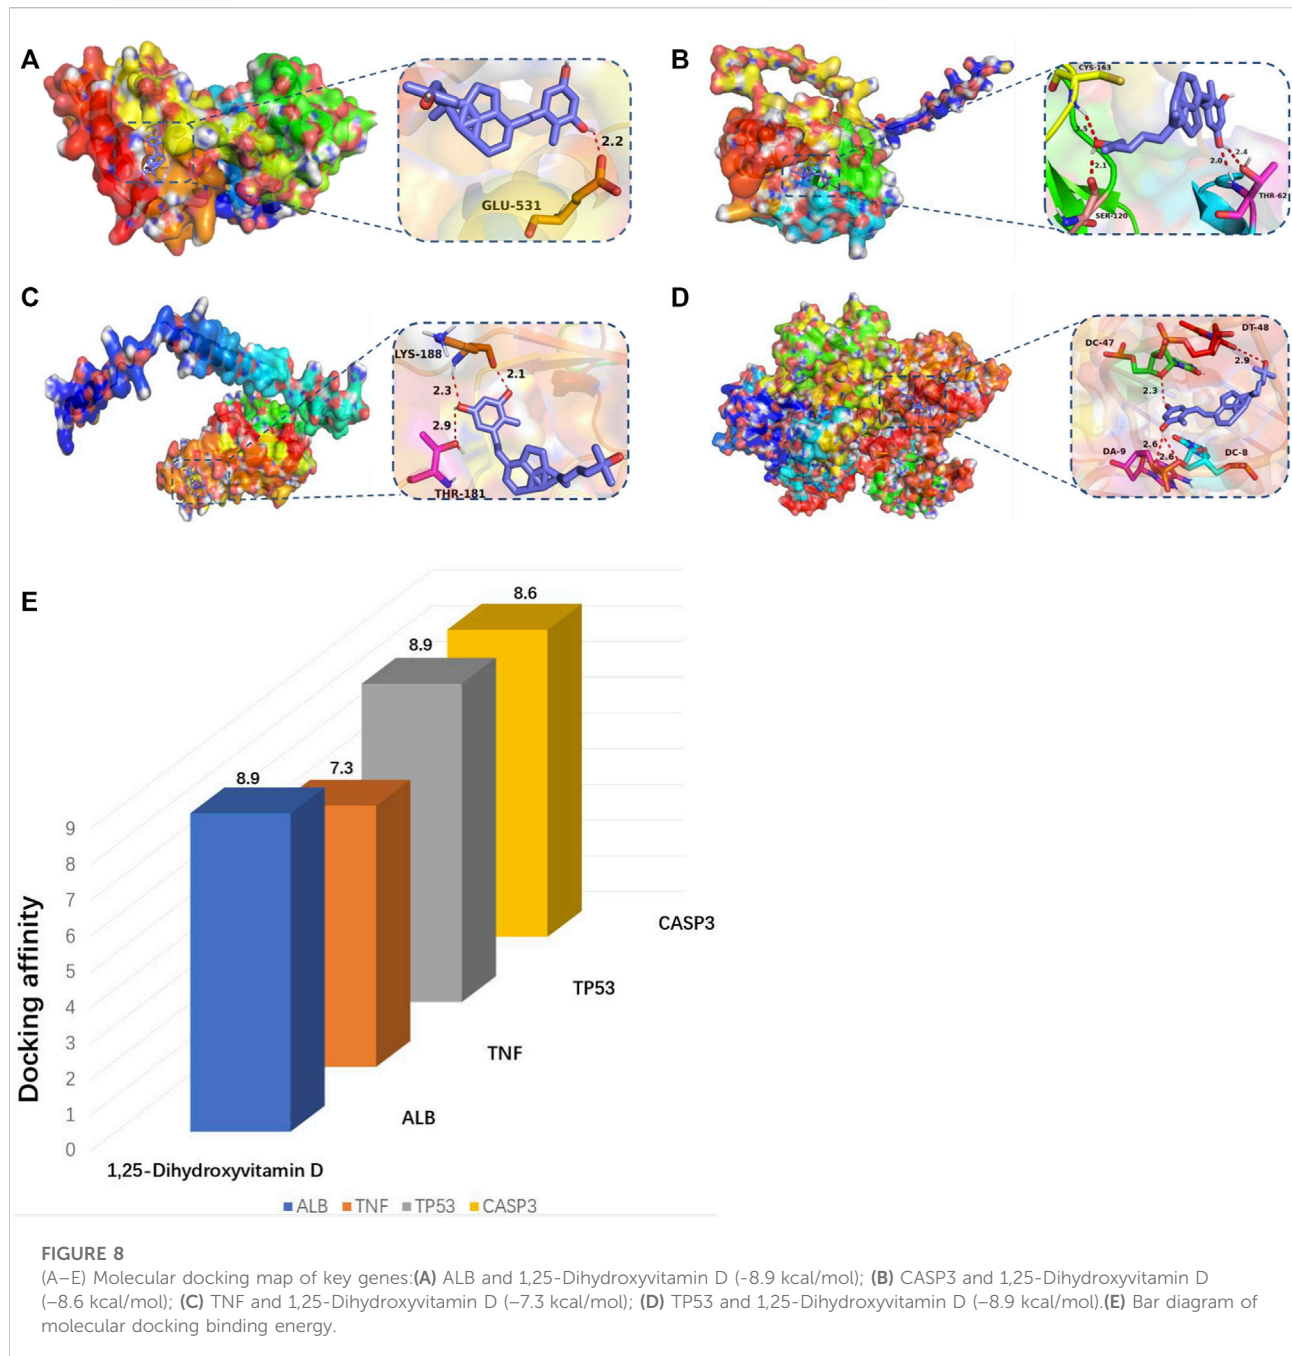 A
2.2
GLU-531
B
CYS-163
2.5
2.1
SER-120
2.4
2.0
THR-62
C
LYS-188
2.1
2.3
2.9
THR-181
D
DT-48
DC-47
2.9
2.3
2.6
DA-9
2.6
DC-8
E
8.6
8.9
7.3
8.9
9
8
7
6
5
4
3
2
1
0
Docking affinity
CASP3
TP53
TNF
ALB
1,25-Dihydroxyvitamin D
ALB TNF TP53 CASP3
FIGURE 8
(A–E) Molecular docking map of key genes:(A) ALB and 1,25-Dihydroxyvitamin D (-8.9 kcal/mol); (B) CASP3 and 1,25-Dihydroxyvitamin D
(–8.6 kcal/mol); (C) TNF and 1,25-Dihydroxyvitamin D (–7.3 kcal/mol); (D) TP53 and 1,25-Dihydroxyvitamin D (–8.9 kcal/mol).(E) Bar diagram of
molecular docking binding energy.